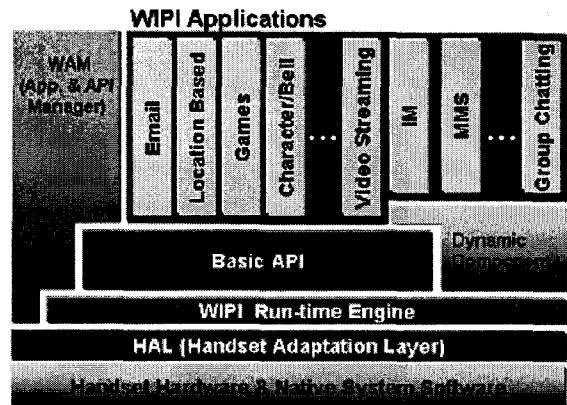 WIPI Applications
WAM
(App. & API
Manager)
Email
Location Based
Games
Character/Bell
...
Video Streaming
IM
MMS
...
Group Chatting
Basic API
Dynamic
Component
WIPI Run-time Engine
HAL (Handset Adaptation Layer)
Handset Hardware & Native System Software